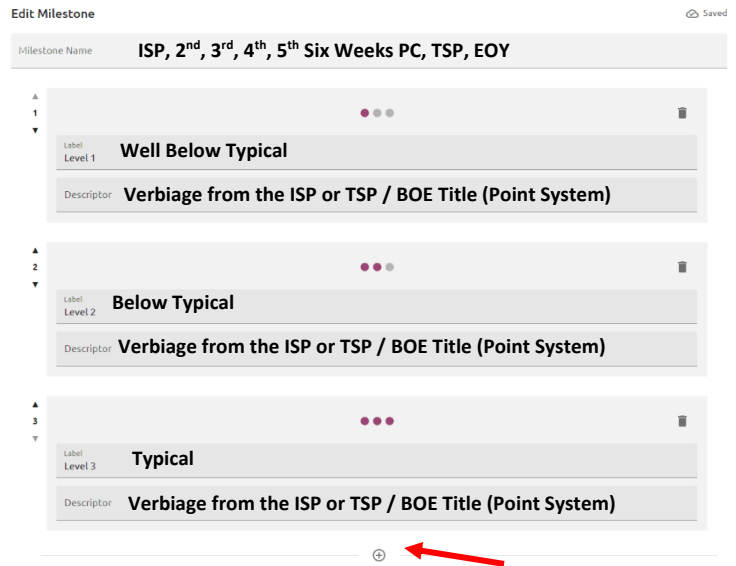 Edit Milestone
Saved
Milestone Name ISP, 2nd, 3rd, 4th, 5th Six Weeks PC, TSP, EOY
1
Label
Level 1 Well Below Typical
Descriptor Verbiage from the ISP or TSP / BOE Title (Point System)
2
Label
Level 2 Below Typical
Descriptor Verbiage from the ISP or TSP / BOE Title (Point System)
3
Label
Level 3 Typical
Descriptor Verbiage from the ISP or TSP / BOE Title (Point System)